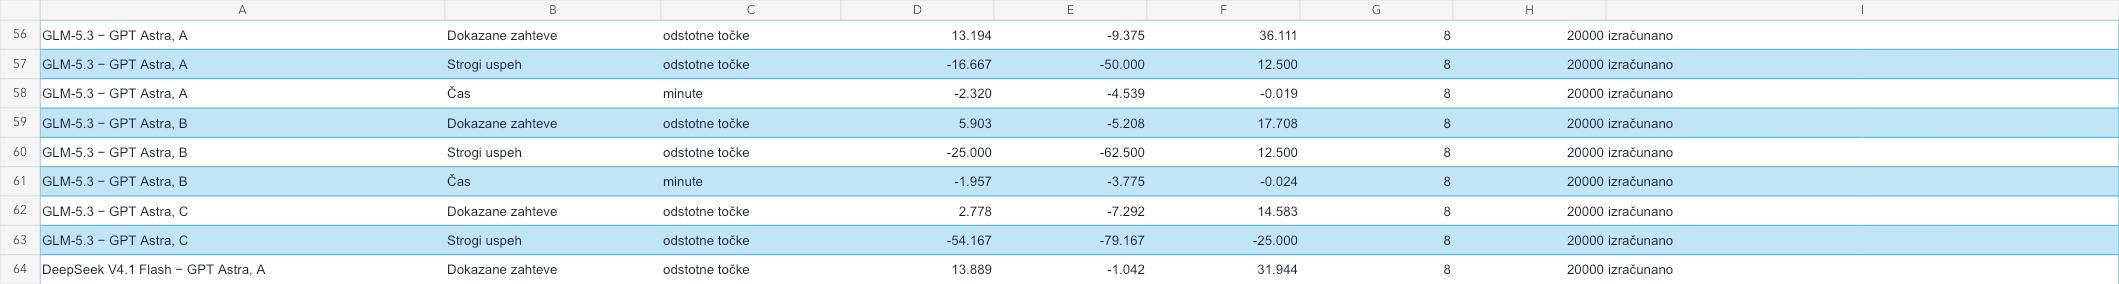 A B C D E F G H I
56 GLM-5.3 − GPT Astra, A Dokazane zahteve odstotne točke 13.194 -9.375 36.111 8 20000 izračunano
57 GLM-5.3 − GPT Astra, A Strogi uspeh odstotne točke -16.667 -50.000 12.500 8 20000 izračunano
58 GLM-5.3 − GPT Astra, A Čas minute -2.320 -4.539 -0.019 8 20000 izračunano
59 GLM-5.3 − GPT Astra, B Dokazane zahteve odstotne točke 5.903 -5.208 17.708 8 20000 izračunano
60 GLM-5.3 − GPT Astra, B Strogi uspeh odstotne točke -25.000 -62.500 12.500 8 20000 izračunano
61 GLM-5.3 − GPT Astra, B Čas minute -1.957 -3.775 -0.024 8 20000 izračunano
62 GLM-5.3 − GPT Astra, C Dokazane zahteve odstotne točke 2.778 -7.292 14.583 8 20000 izračunano
63 GLM-5.3 − GPT Astra, C Strogi uspeh odstotne točke -54.167 -79.167 -25.000 8 20000 izračunano
64 DeepSeek V4.1 Flash − GPT Astra, A Dokazane zahteve odstotne točke 13.889 -1.042 31.944 8 20000 izračunano